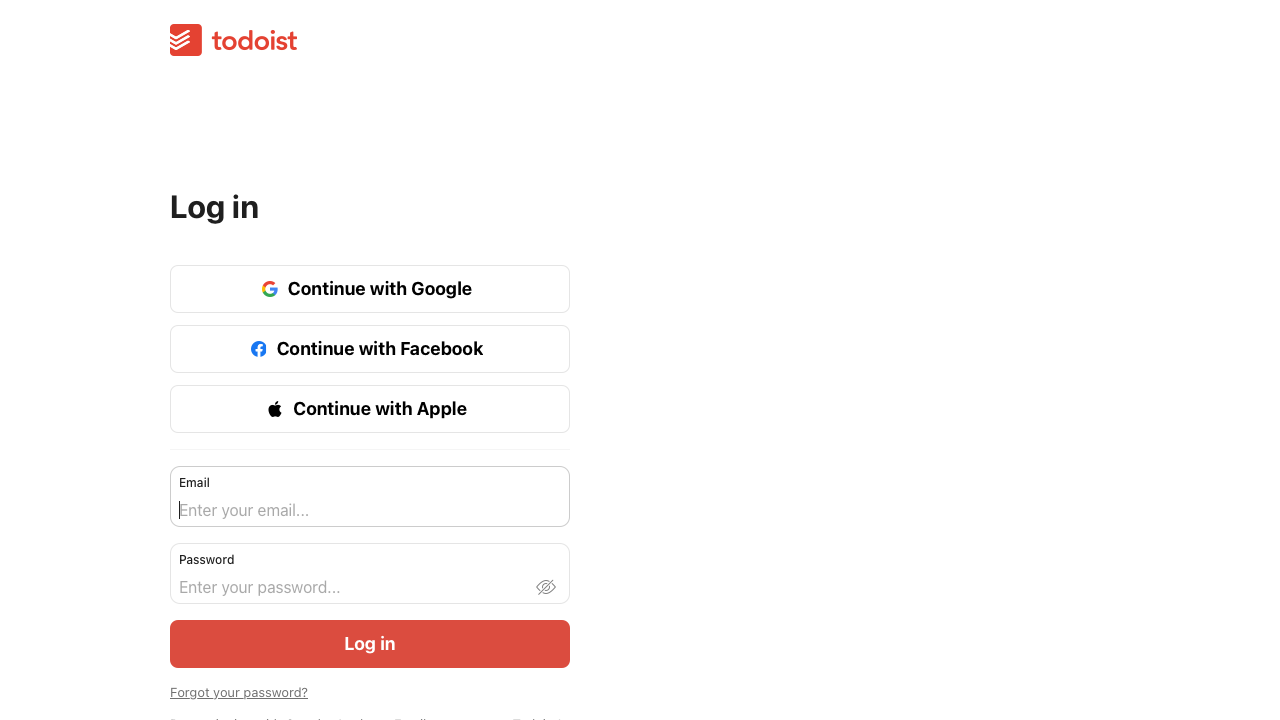 todoist
Log in
Continue with Google
Continue with Facebook
Continue with Apple
Email
Enter your email...
Password
Enter your password...
Log in
Forgot your password?